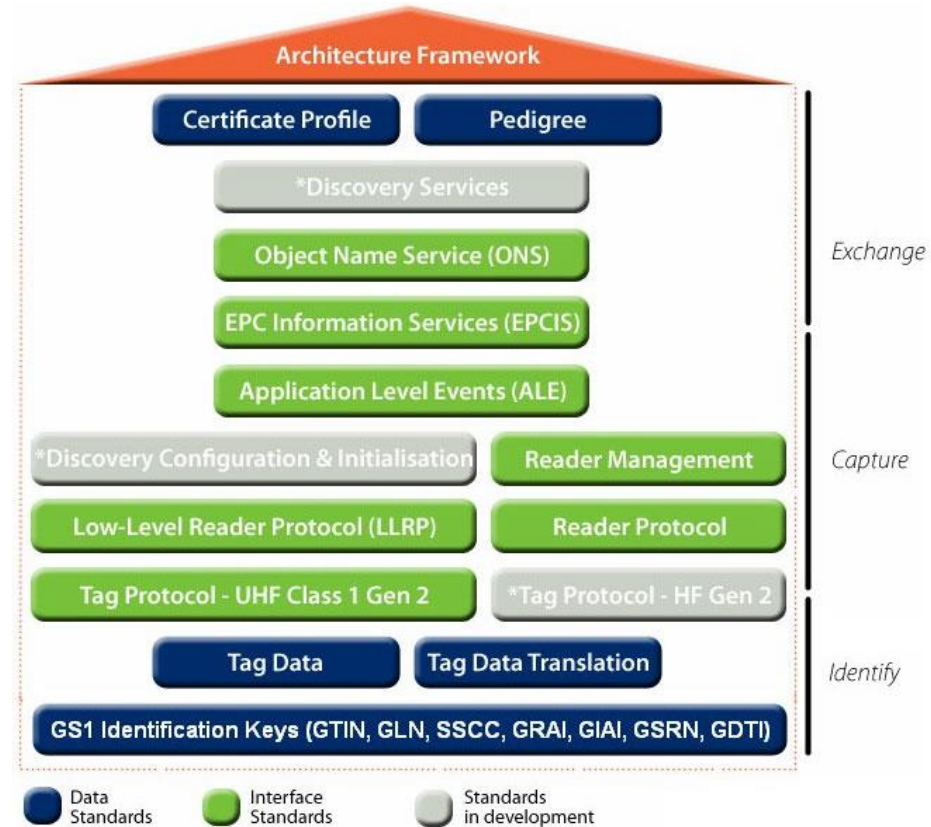 Architecture Framework
Certificate Profile
Pedigree
*Discovery Services
Object Name Service (ONS)
Exchange
EPC Information Services (EPCIS)
Application Level Events (ALE)
*Discovery Configuration & Initialisation
Reader Management
Capture
Low-Level Reader Protocol (LLRP)
Reader Protocol
Tag Protocol - UHF Class 1 Gen 2
*Tag Protocol - HF Gen 2
Tag Data
Tag Data Translation
Identify
GS1 Identification Keys (GTIN, GLN, SSCC, GRAI, GIAI, GSRN, GDTI)
Data
Standards
Interface
Standards
Standards
in development